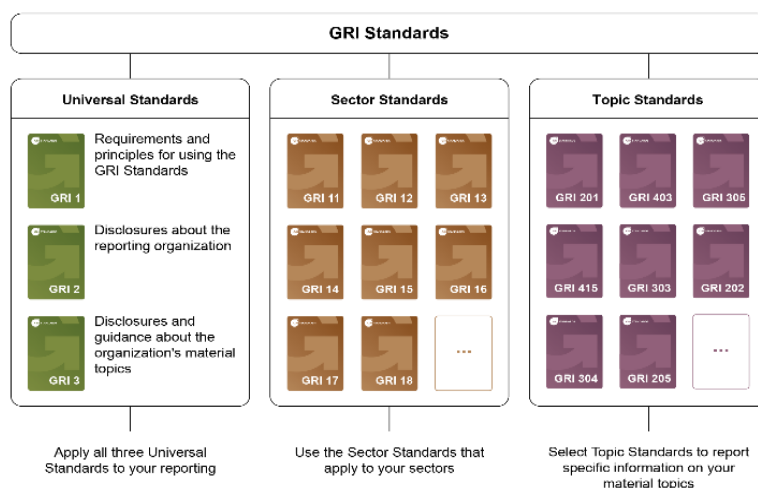 GRI Standards
Universal Standards
GRI 1
Requirements and
principles for using the
GRI Standards
GRI 2
Disclosures about the
reporting organization
GRI 3
Disclosures and
guidance about the
organization's material
topics
Apply all three Universal
Standards to your reporting
Sector Standards
GRI 11
GRI 12
GRI 13
GRI 14
GRI 15
GRI 16
GRI 17
GRI 18
...
Use the Sector Standards that
apply to your sectors
Topic Standards
GRI 201
GRI 403
GRI 305
GRI 415
GRI 303
GRI 202
GRI 304
GRI 205
...
Select Topic Standards to report
specific information on your
material topics